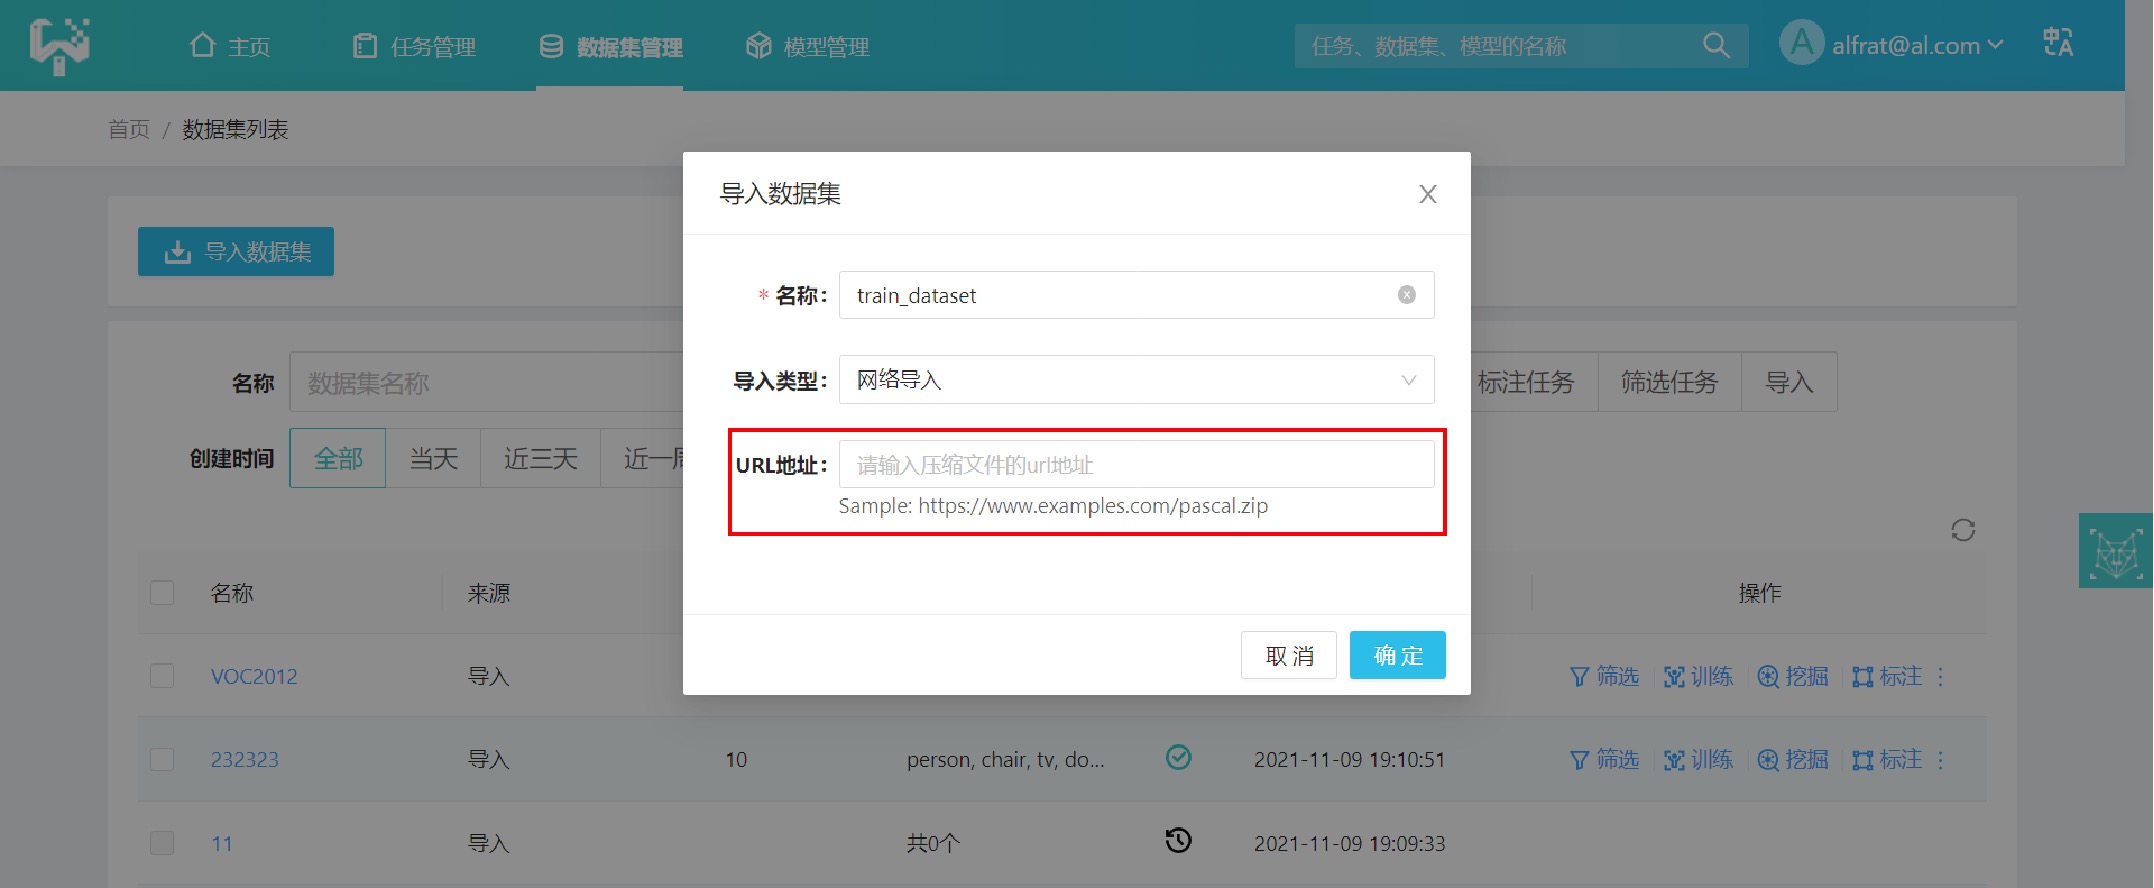 主页 任务管理 数据集管理 模型管理 任务、数据集、模型的名称 A alfrat@al.com 中A
首页 / 数据集列表
导入数据集 X
导入数据集
* 名称： train_dataset
导入类型： 网络导入
名称 数据集名称 标注任务 筛选任务 导入
创建时间 全部 当天 近三天 近一周
URL地址： 请输入压缩文件的url地址
Sample: https://www.examples.com/pascal.zip
名称 来源 操作
取 消 确 定
VOC2012 导入 筛选 训练 挖掘 标注
232323 导入 10 person, chair, tv, do... 2021-11-09 19:10:51 筛选 训练 挖掘 标注
11 导入 共0个 2021-11-09 19:09:33